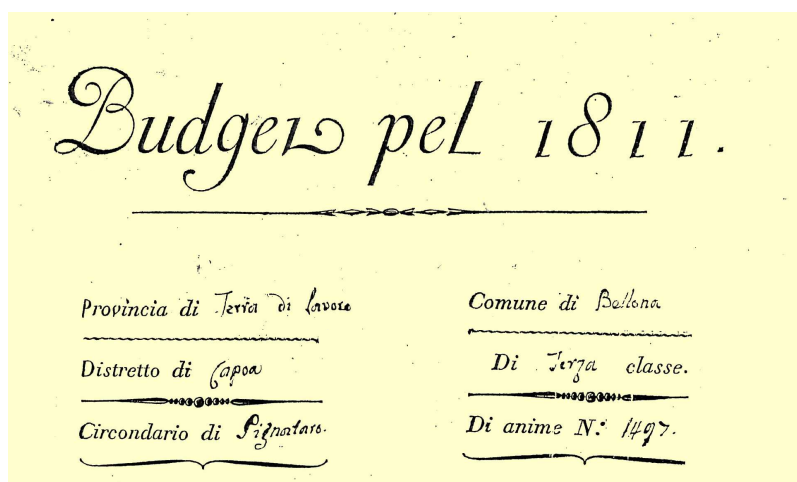 Budget pel 1811.
Provincia di Terra di Lavoro
Distretto di Capoa
Circondario di Pignataro.
Comune di Bellona
Di Terza classe.
Di anime N.º 1497.